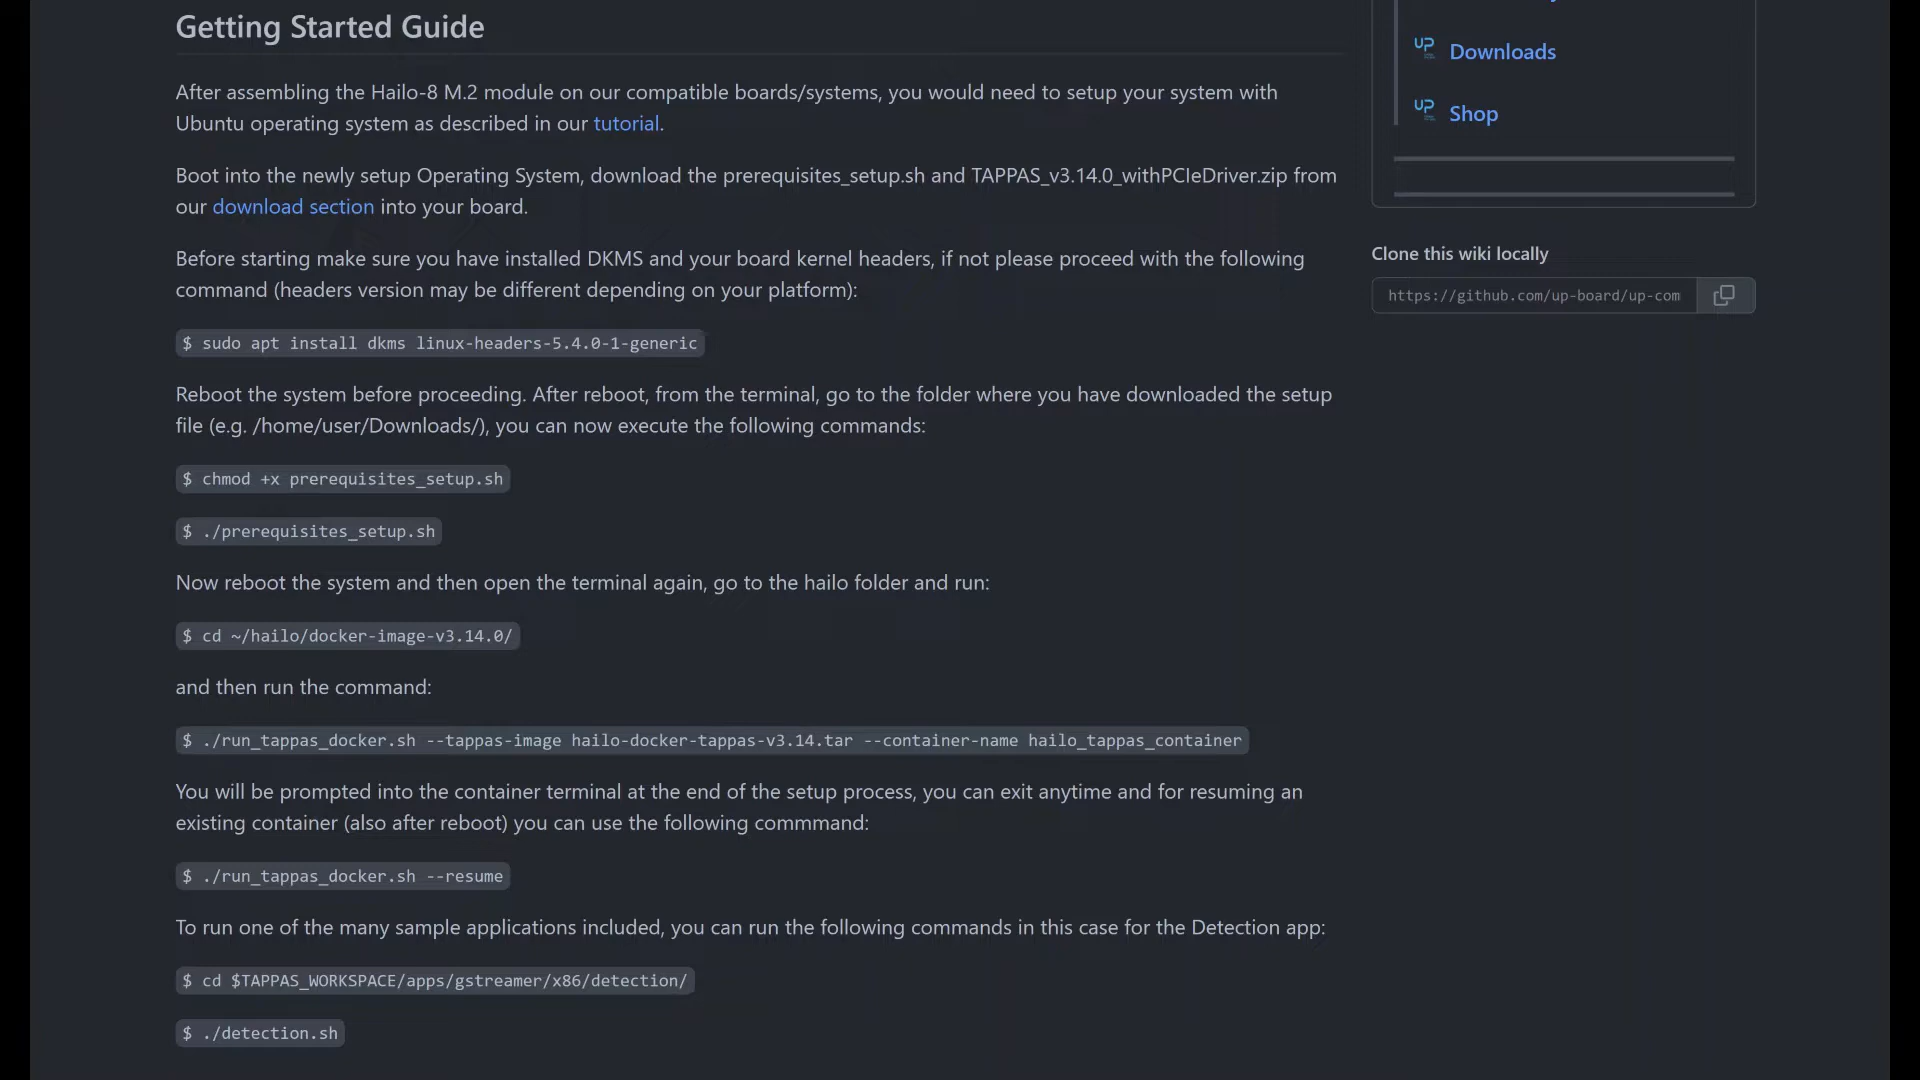 Getting Started Guide
After assembling the Hailo-8 M.2 module on our compatible boards/systems, you would need to setup your system with
Ubuntu operating system as described in our tutorial.
Boot into the newly setup Operating System, download the prerequisites_setup.sh and TAPPAS_v3.14.0_withPCIeDriver.zip from
our download section into your board.
Before starting make sure you have installed DKMS and your board kernel headers, if not please proceed with the following
command (headers version may be different depending on your platform):
$ sudo apt install dkms linux-headers-5.4.0-1-generic
Reboot the system before proceeding. After reboot, from the terminal, go to the folder where you have downloaded the setup
file (e.g. /home/user/Downloads/), you can now execute the following commands:
$ chmod +x prerequisites_setup.sh
$ ./prerequisites_setup.sh
Now reboot the system and then open the terminal again, go to the hailo folder and run:
$ cd ~/hailo/docker-image-v3.14.0/
and then run the command:
$ ./run_tappas_docker.sh --tappas-image hailo-docker-tappas-v3.14.tar --container-name hailo_tappas_container
You will be prompted into the container terminal at the end of the setup process, you can exit anytime and for resuming an
existing container (also after reboot) you can use the following commmand:
$ ./run_tappas_docker.sh --resume
To run one of the many sample applications included, you can run the following commands in this case for the Detection app:
$ cd $TAPPAS_WORKSPACE/apps/gstreamer/x86/detection/
$ ./detection.sh
UP Downloads
UP Shop
Clone this wiki locally
https://github.com/up-board/up-com